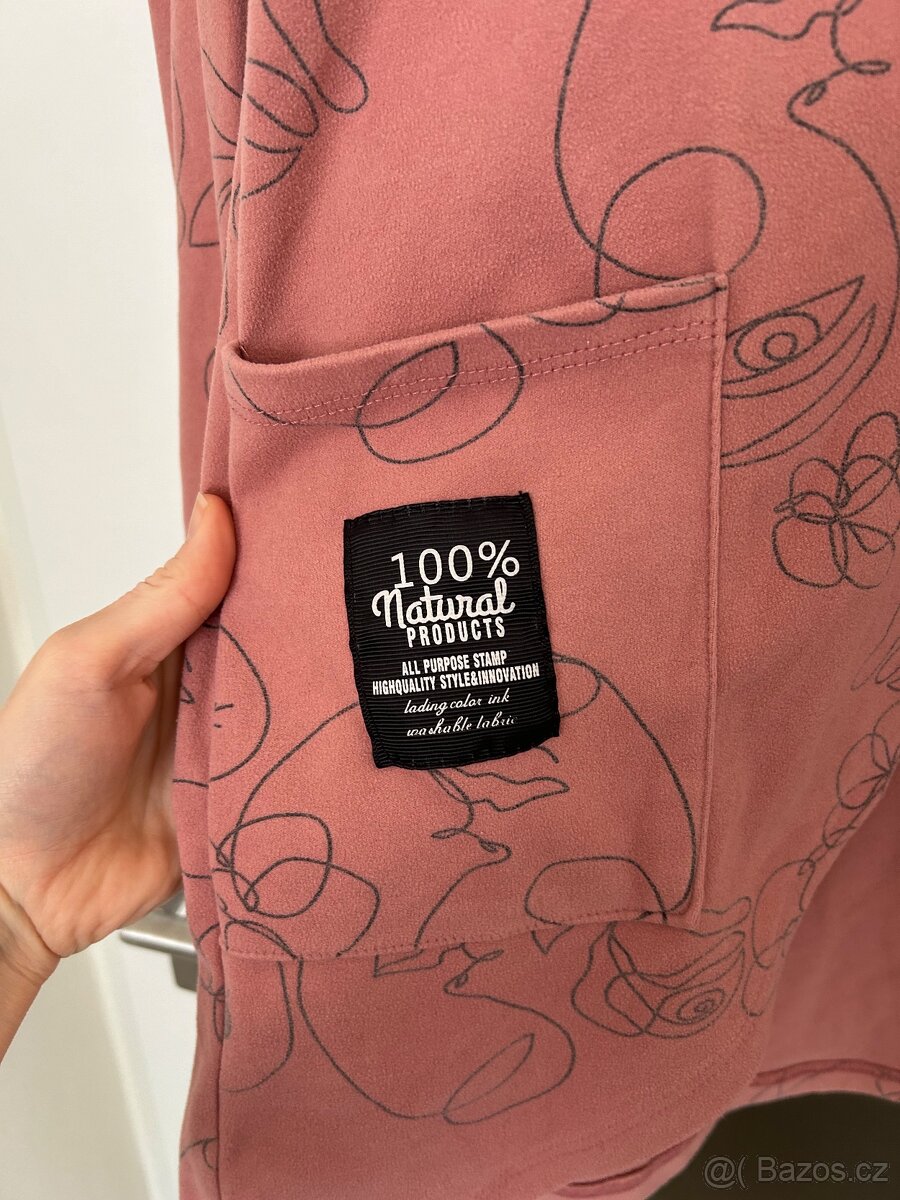 100%
Natural
PRODUCTS
ALL PURPOSE STAMP
HIGHQUALITY STYLE&INNOVATION
lading color ink
washable fabric
@( Bazos.cz